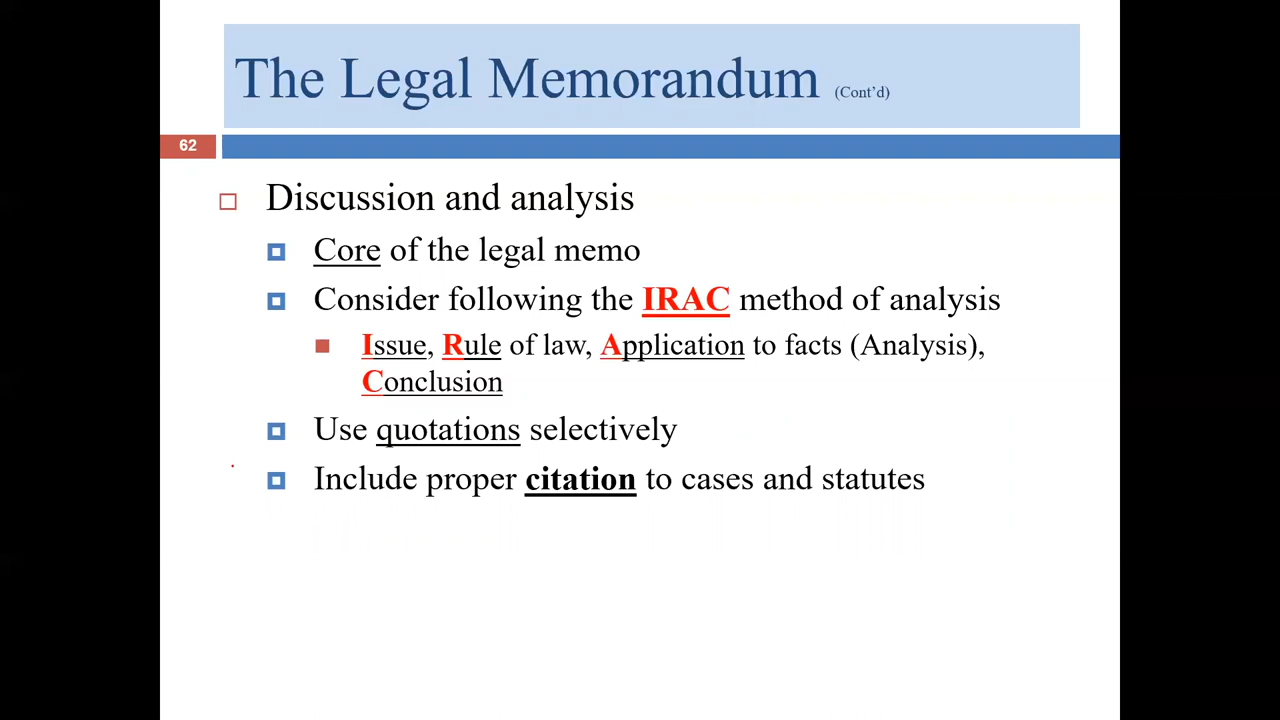 The Legal Memorandum (Cont’d)
62
Discussion and analysis
Core of the legal memo
Consider following the IRAC method of analysis
Issue, Rule of law, Application to facts (Analysis),
Conclusion
Use quotations selectively
Include proper citation to cases and statutes